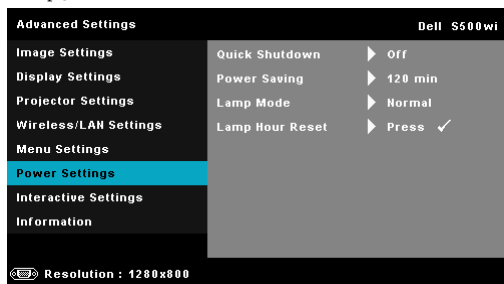 Advanced Settings Dell S500wi
Image Settings
Display Settings
Projector Settings
Wireless/LAN Settings
Menu Settings
Power Settings
Interactive Settings
Information
Quick Shutdown Off
Power Saving 120 min
Lamp Mode Normal
Lamp Hour Reset Press ✓
Resolution : 1280x800